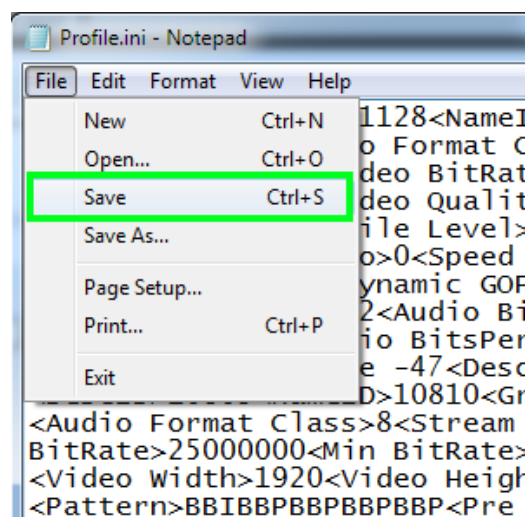 Profile.ini - Notepad
File Edit Format View Help
New Ctrl+N
Open... Ctrl+O
Save Ctrl+S
Save As...
Page Setup...
Print... Ctrl+P
Exit
1128<NameI
o Format C
deo BitRat
deo Qualit
ile Level>
o>0<Speed
ynamic GOP
2<Audio Bi
io BitsPer
e -47<Desc
D>10810<Gr
<Audio Format Class>8<Stream
BitRate>25000000<Min BitRate>
<Video Width>1920<Video Heigh
<Pattern>BBIBBPBBPBBPBBP<Pre